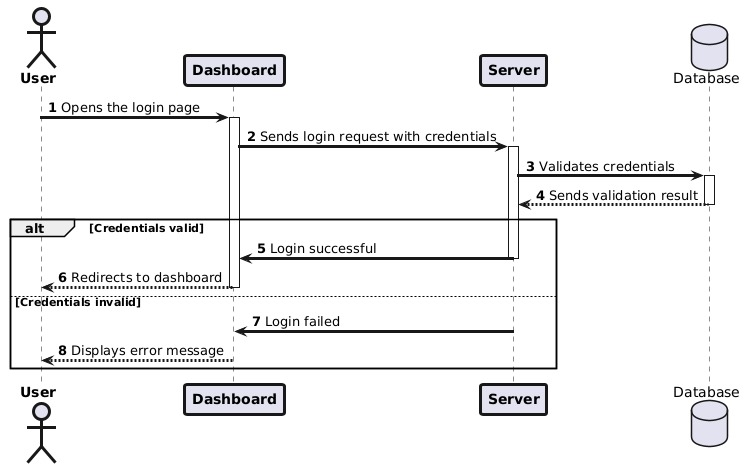 User
Dashboard
Server
Database
1 Opens the login page
2 Sends login request with credentials
3 Validates credentials
4 Sends validation result
alt [Credentials valid]
5 Login successful
6 Redirects to dashboard
[Credentials invalid]
7 Login failed
8 Displays error message
User
Dashboard
Server
Database